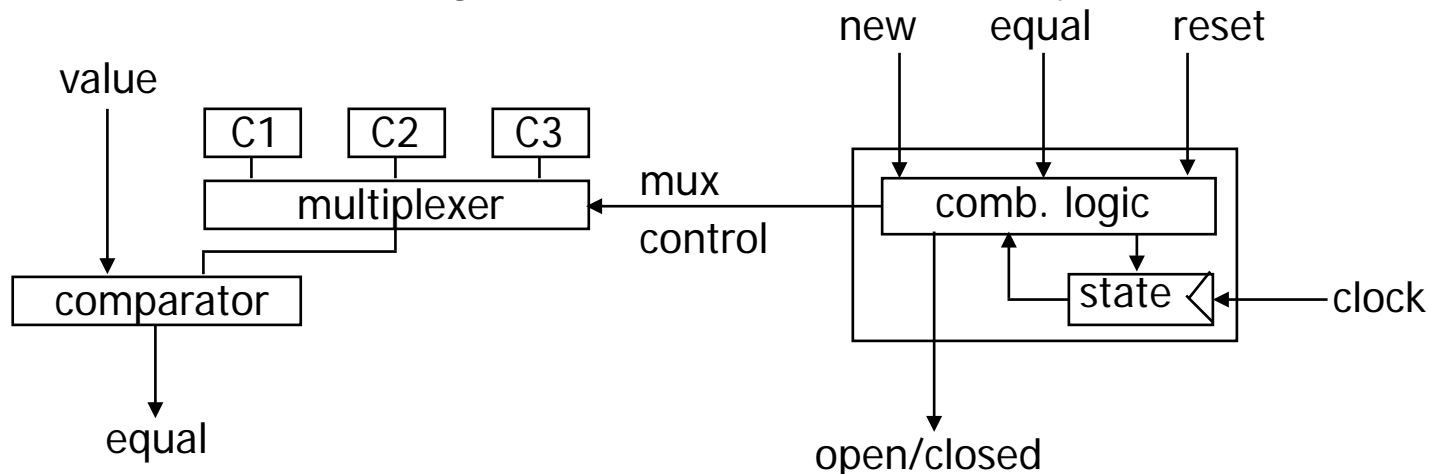 new equal reset
value
C1 C2 C3
mux
multiplexer
comb. logic
control
comparator
state
clock
equal
open/closed